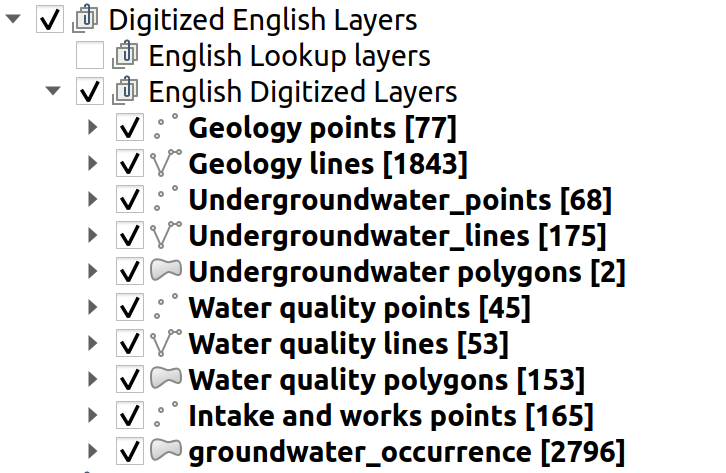 Digitized English Layers
English Lookup layers
English Digitized Layers
Geology points [77]
Geology lines [1843]
Undergroundwater_points [68]
Undergroundwater_lines [175]
Undergroundwater polygons [2]
Water quality points [45]
Water quality lines [53]
Water quality polygons [153]
Intake and works points [165]
groundwater_occurrence [2796]